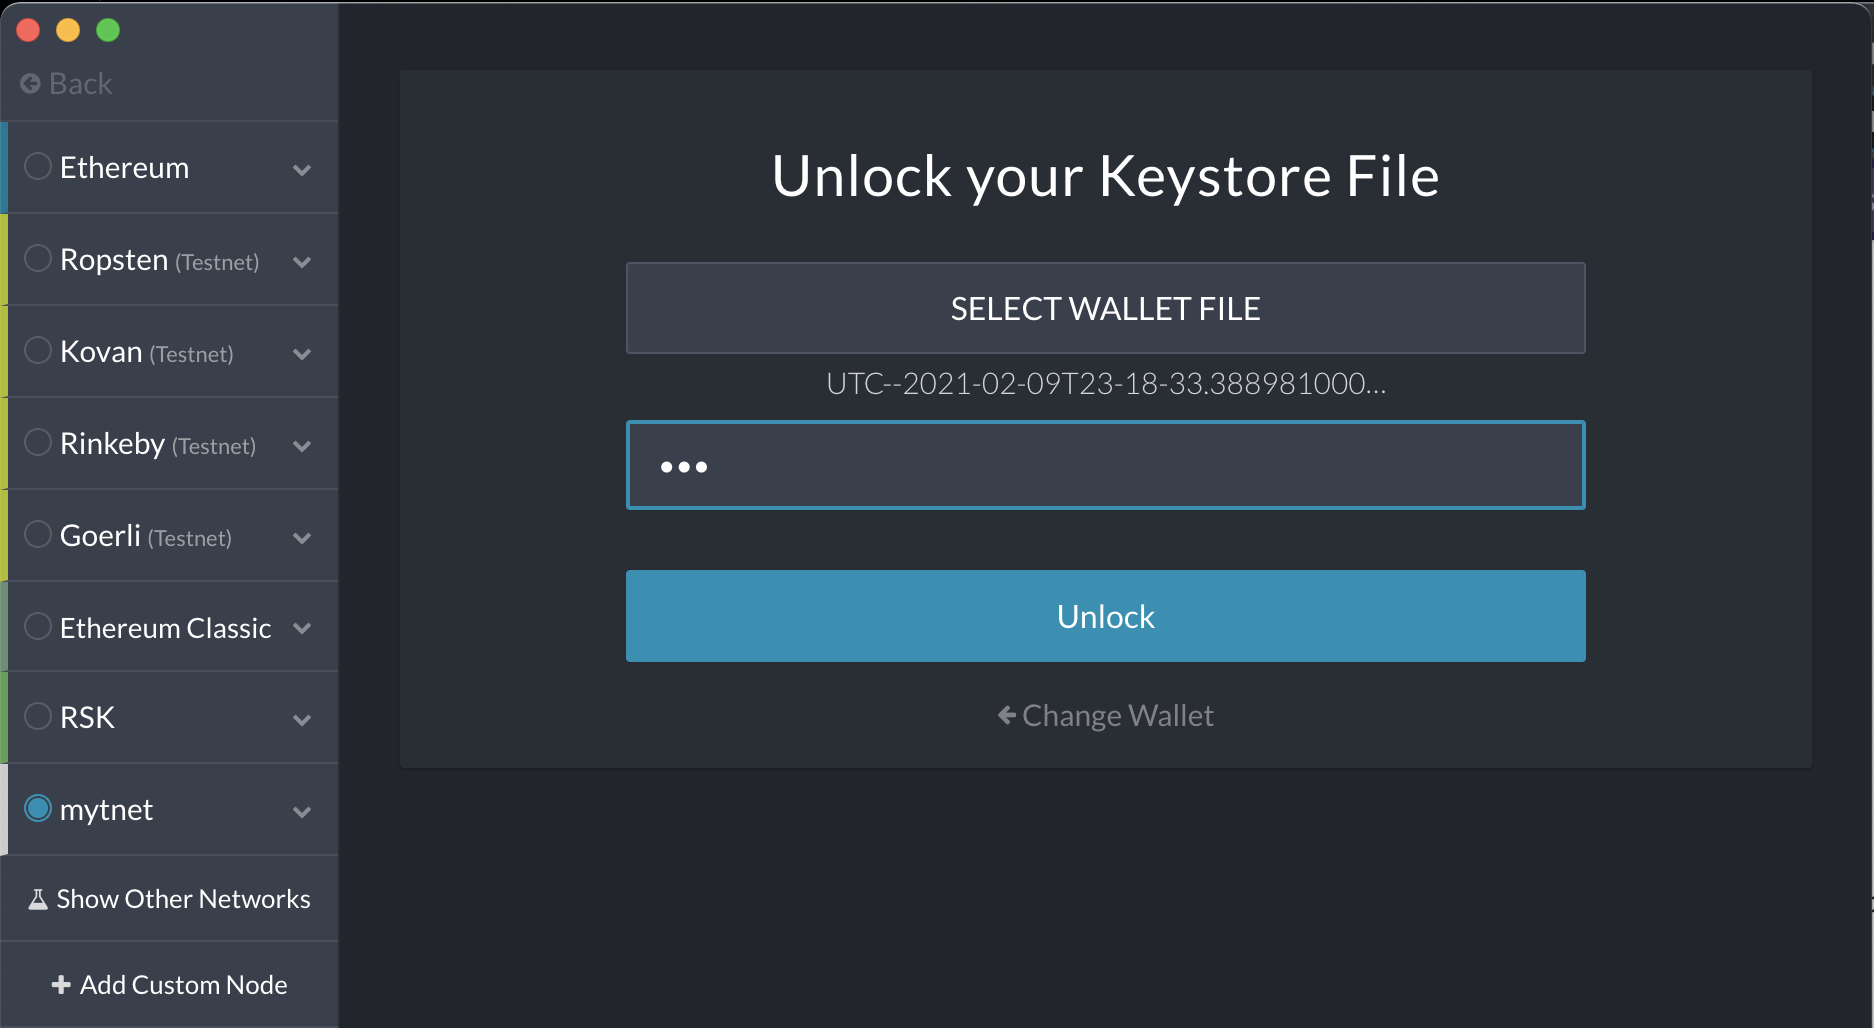 Back
Ethereum
Ropsten (Testnet)
Kovan (Testnet)
Rinkeby (Testnet)
Goerli (Testnet)
Ethereum Classic
RSK
mytnet
Show Other Networks
Add Custom Node
Unlock your Keystore File
SELECT WALLET FILE
UTC--2021-02-09T23-18-33.388981000...
•••
Unlock
Change Wallet